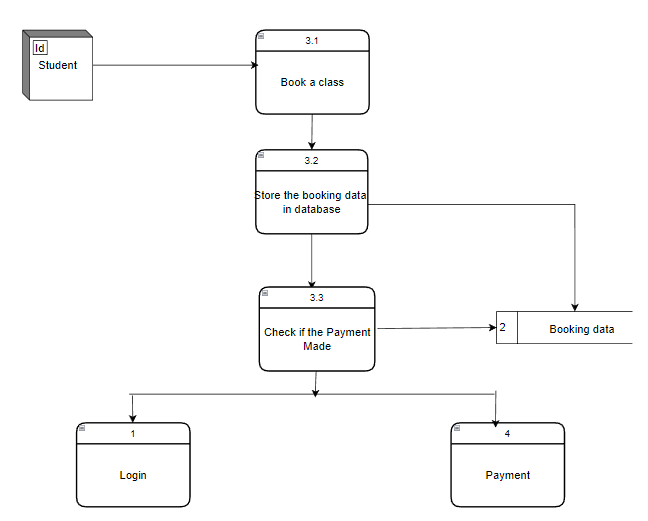 Id
Student
3.1
Book a class
3.2
Store the booking data
in database
3.3
Check if the Payment
Made
2
Booking data
1
Login
4
Payment